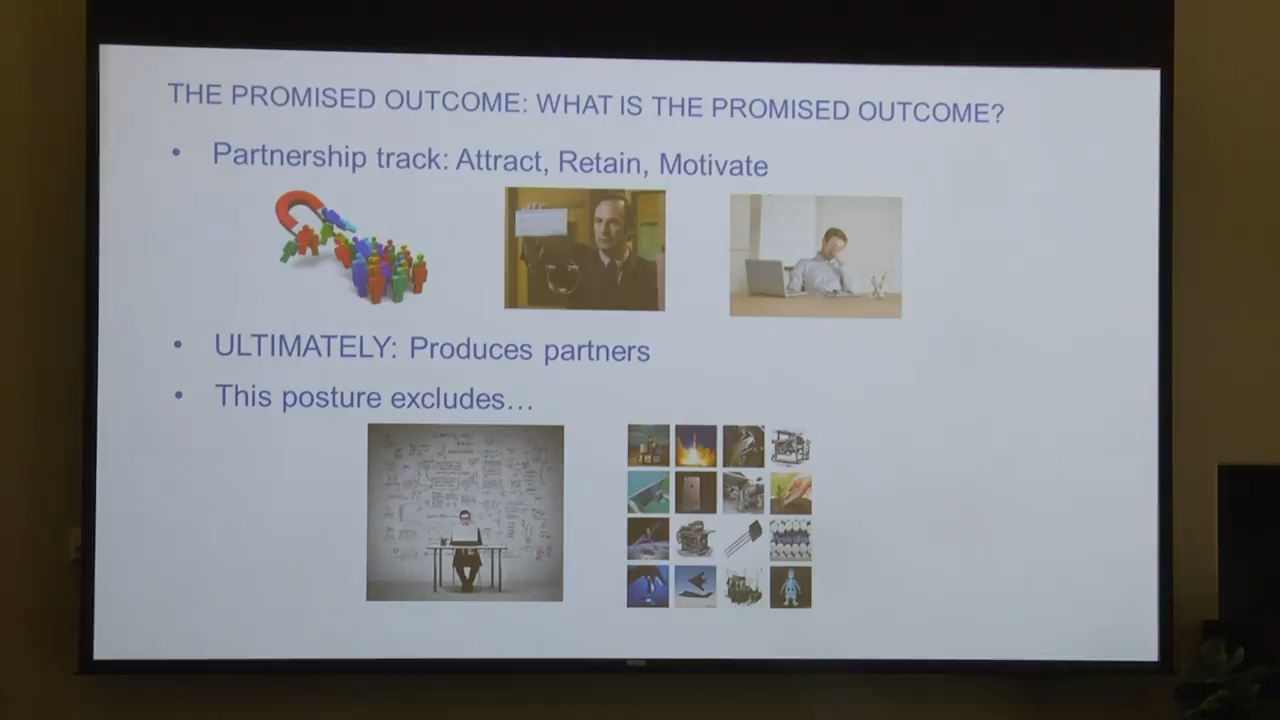 THE PROMISED OUTCOME: WHAT IS THE PROMISED OUTCOME?
• Partnership track: Attract, Retain, Motivate
• ULTIMATELY: Produces partners
• This posture excludes…